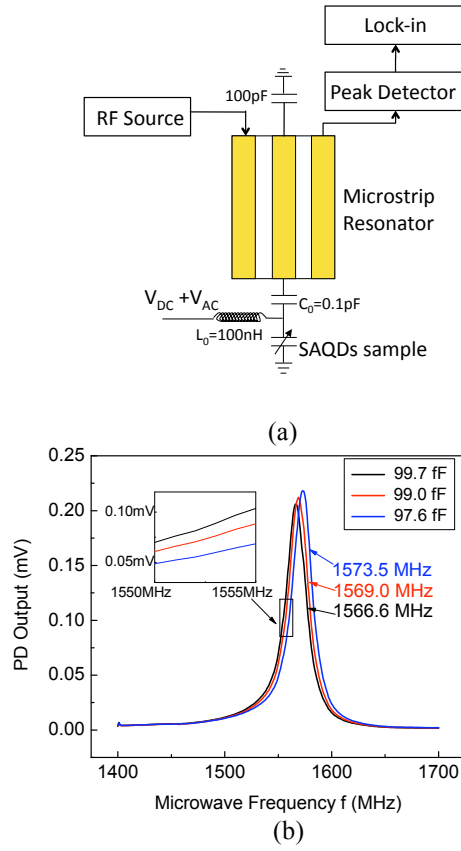 Lock-in
100pF
Peak Detector
RF Source
Microstrip
Resonator
V_DC +V_AC
C_0=0.1pF
L_0=100nH
SAQDs sample
(a)
0.25
0.20
0.15
0.10
0.05
0.00
PD Output (mV)
0.10mV
0.05mV
1550MHz
1555MHz
99.7 fF
99.0 fF
97.6 fF
1573.5 MHz
1569.0 MHz
1566.6 MHz
1400 1500 1600 1700
Microwave Frequency f (MHz)
(b)